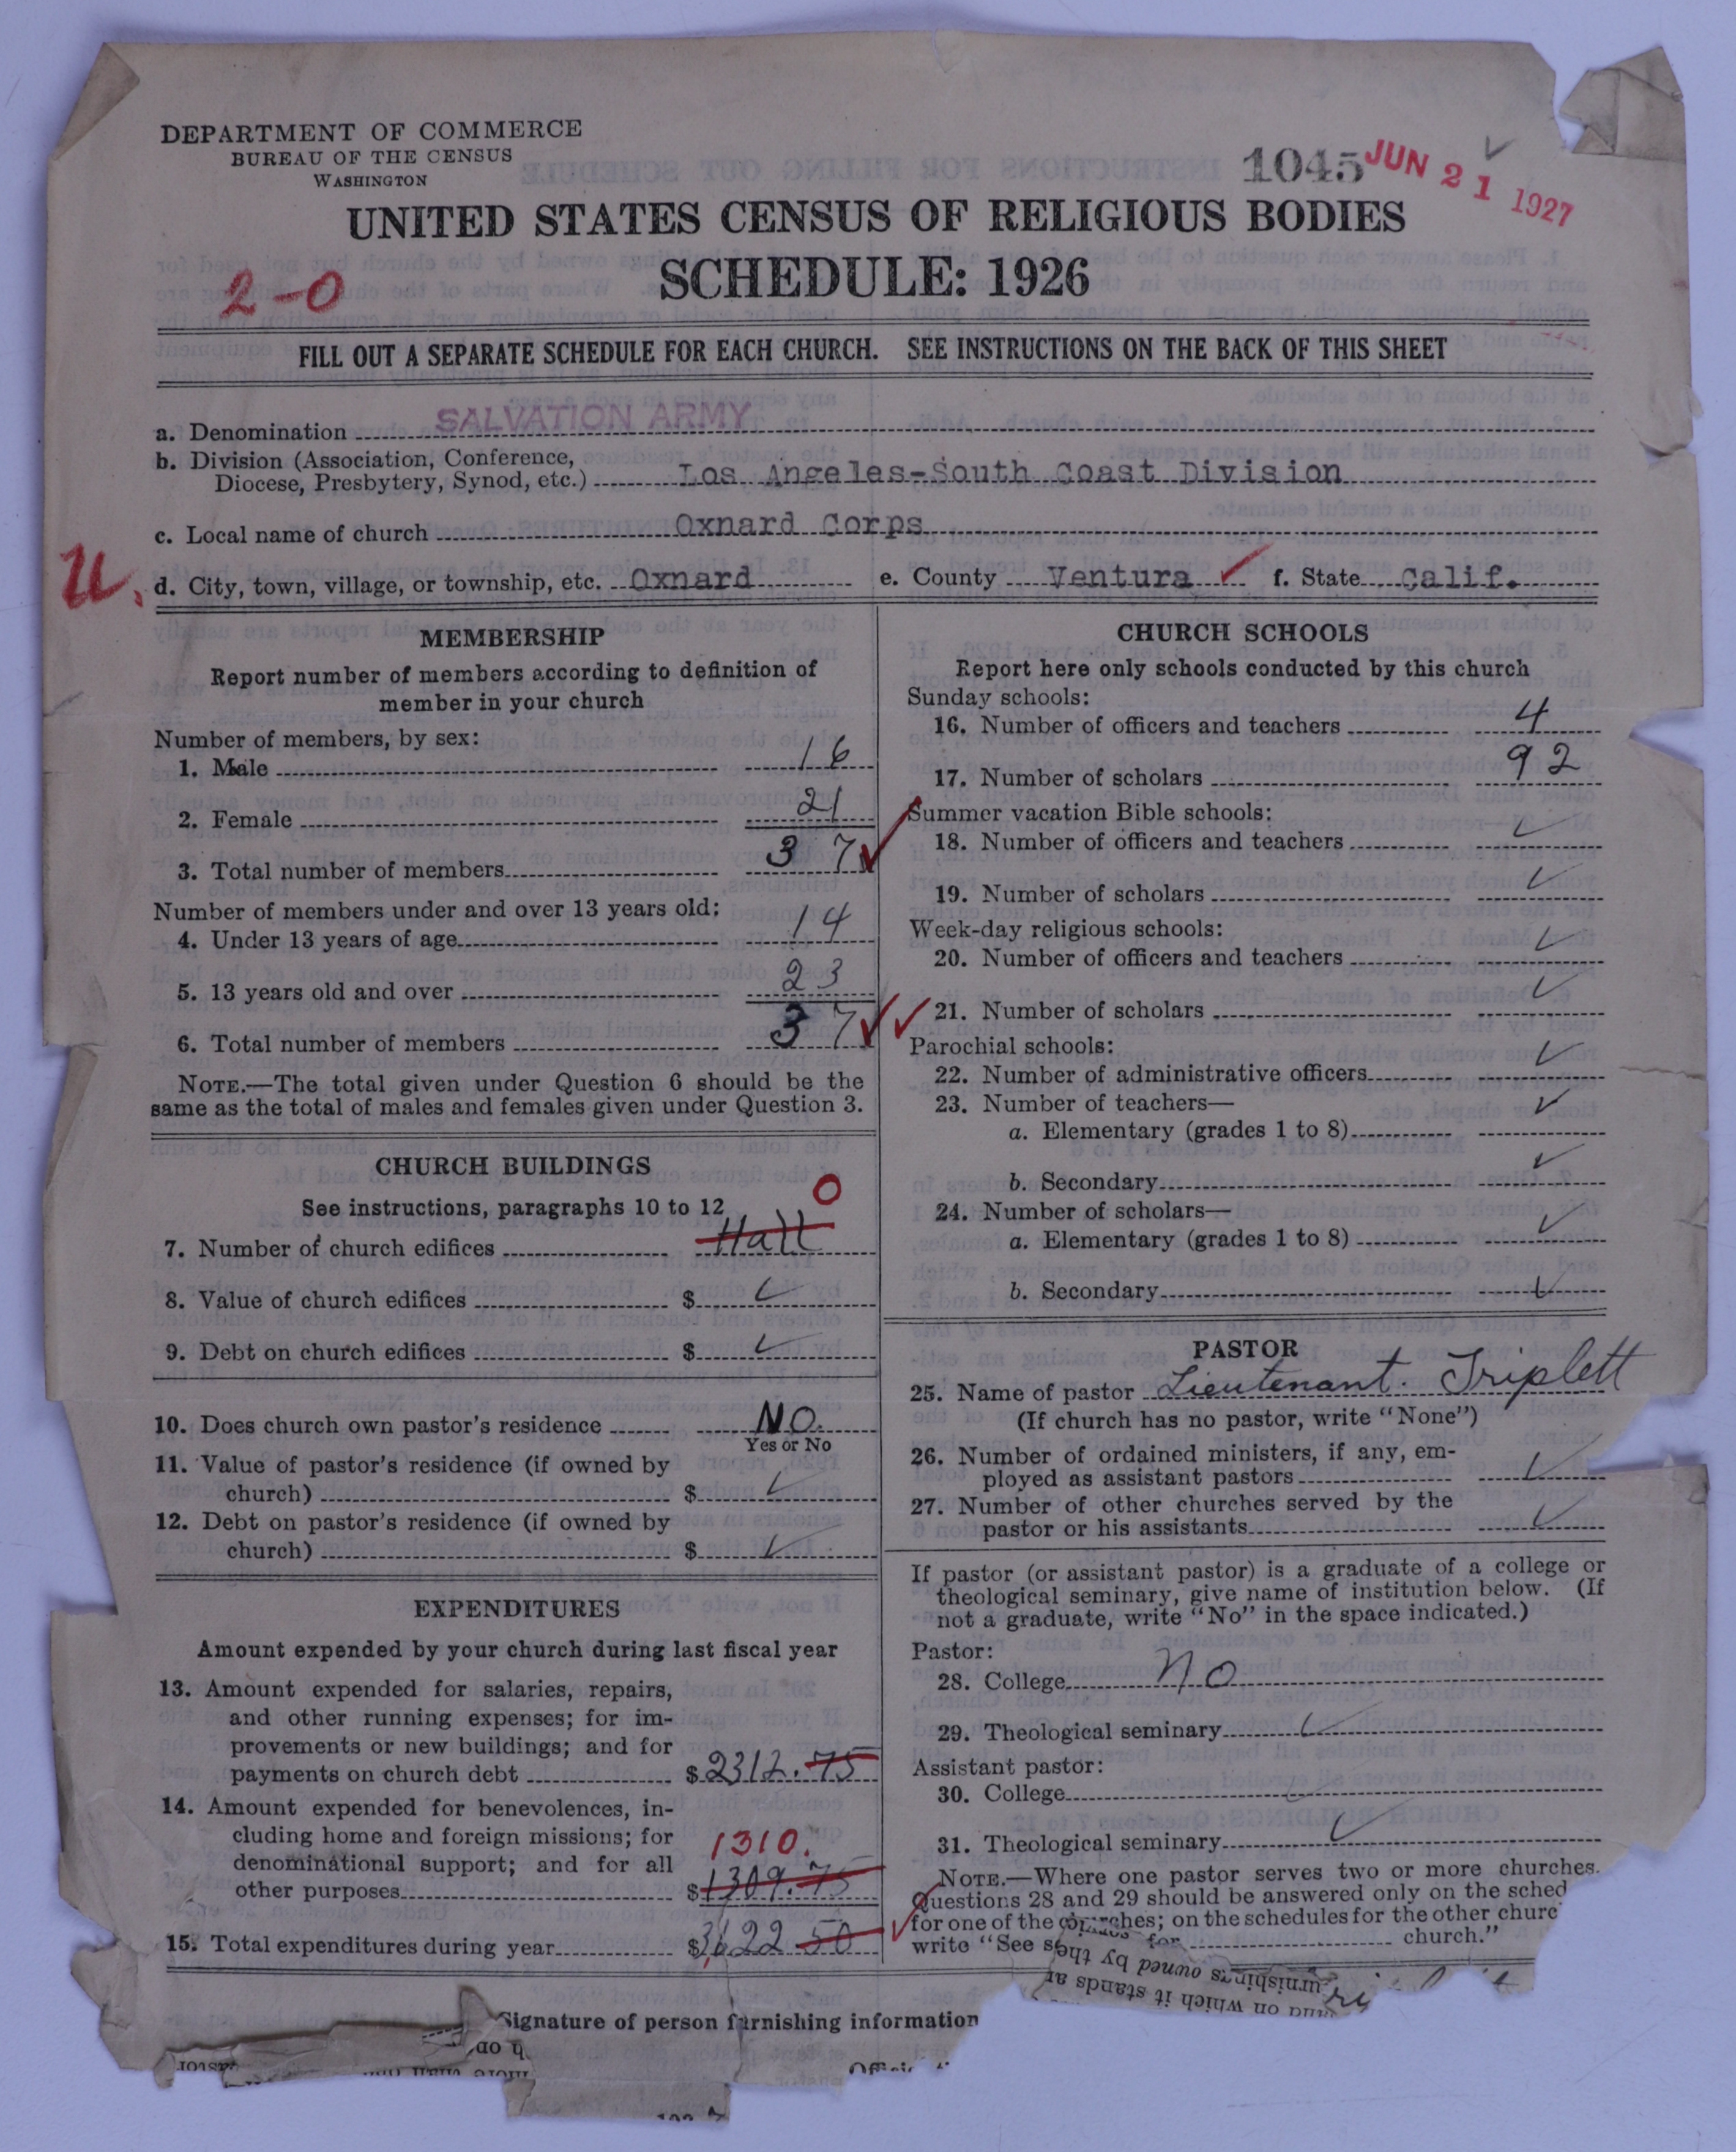 DEPARTMENT OF COMMERCE
BUREAU OF THE CENSUS
WASHINGTON
1045
JUN 21 1927
UNITED STATES CENSUS OF RELIGIOUS BODIES
SCHEDULE: 1926
2-0
FILL OUT A SEPARATE SCHEDULE FOR EACH CHURCH. SEE INSTRUCTIONS ON THE BACK OF THIS SHEET
a. Denomination SALVATION ARMY
b. Division (Association, Conference,
Diocese, Presbytery, Synod, etc.) Los Angeles-South Coast Division
c. Local name of church Oxnard Corps
U. d. City, town, village, or township, etc. Oxnard e. County Ventura ✓ f. State Calif.
MEMBERSHIP
Report number of members according to definition of
member in your church
Number of members, by sex:
1. Male 16
2. Female 21
3. Total number of members 37 ✓
Number of members under and over 13 years old:
4. Under 13 years of age 14
5. 13 years old and over 23
6. Total number of members 37 ✓
NOTE.—The total given under Question 6 should be the
same as the total of males and females given under Question 3.
CHURCH BUILDINGS
See instructions, paragraphs 10 to 12
0
7. Number of church edifices Hall
8. Value of church edifices $ ✓
9. Debt on church edifices $ ✓
10. Does church own pastor's residence NO.
Yes or No
11. Value of pastor's residence (if owned by
church) $ ✓
12. Debt on pastor's residence (if owned by
church) $ ✓
EXPENDITURES
Amount expended by your church during last fiscal year
13. Amount expended for salaries, repairs,
and other running expenses; for im-
provements or new buildings; and for
payments on church debt $ 2312.75
14. Amount expended for benevolences, in-
cluding home and foreign missions; for
denominational support; and for all
1310.
other purposes $ 1309.75
15. Total expenditures during year $ 3,622 50
CHURCH SCHOOLS
Report here only schools conducted by this church
Sunday schools:
16. Number of officers and teachers 4
17. Number of scholars 92
Summer vacation Bible schools:
18. Number of officers and teachers ✓
19. Number of scholars ✓
Week-day religious schools:
20. Number of officers and teachers ✓
✓ 21. Number of scholars ✓
Parochial schools:
22. Number of administrative officers ✓
23. Number of teachers—
a. Elementary (grades 1 to 8) ✓
b. Secondary ✓
24. Number of scholars—
a. Elementary (grades 1 to 8) ✓
b. Secondary ✓
PASTOR
25. Name of pastor Lieutenant. Triplett
(If church has no pastor, write "None")
26. Number of ordained ministers, if any, em-
ployed as assistant pastors ✓
27. Number of other churches served by the
pastor or his assistants ✓
If pastor (or assistant pastor) is a graduate of a college or
theological seminary, give name of institution below. (If
not a graduate, write "No" in the space indicated.)
Pastor:
28. College no
29. Theological seminary ✓
Assistant pastor:
30. College ✓
31. Theological seminary ✓
NOTE.—Where one pastor serves two or more churches.
Questions 28 and 29 should be answered only on the sched
for one of the churches; on the schedules for the other churc
write "See s for church."
urnishings owned by the
and on which it stands ar
Signature of person furnishing information